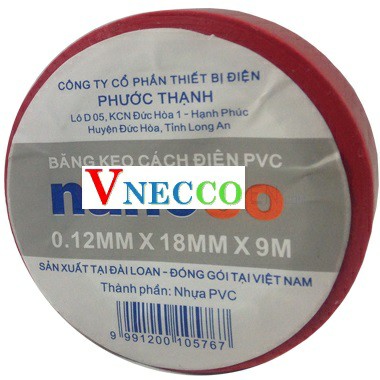 CÔNG TY CỔ PHẦN THIẾT BỊ ĐIỆN
PHƯỚC THẠNH
Lô D 05, KCN Đức Hòa 1 - Hạnh Phúc
Huyện Đức Hòa, Tỉnh Long An
BĂNG KEO CÁCH ĐIỆN PVC
VNECCO
0.12MM X 18MM X 9M
SẢN XUẤT TẠI ĐÀI LOAN - ĐÓNG GÓI TẠI VIỆT NAM
Thành phần: Nhựa PVC
9 991200 105767